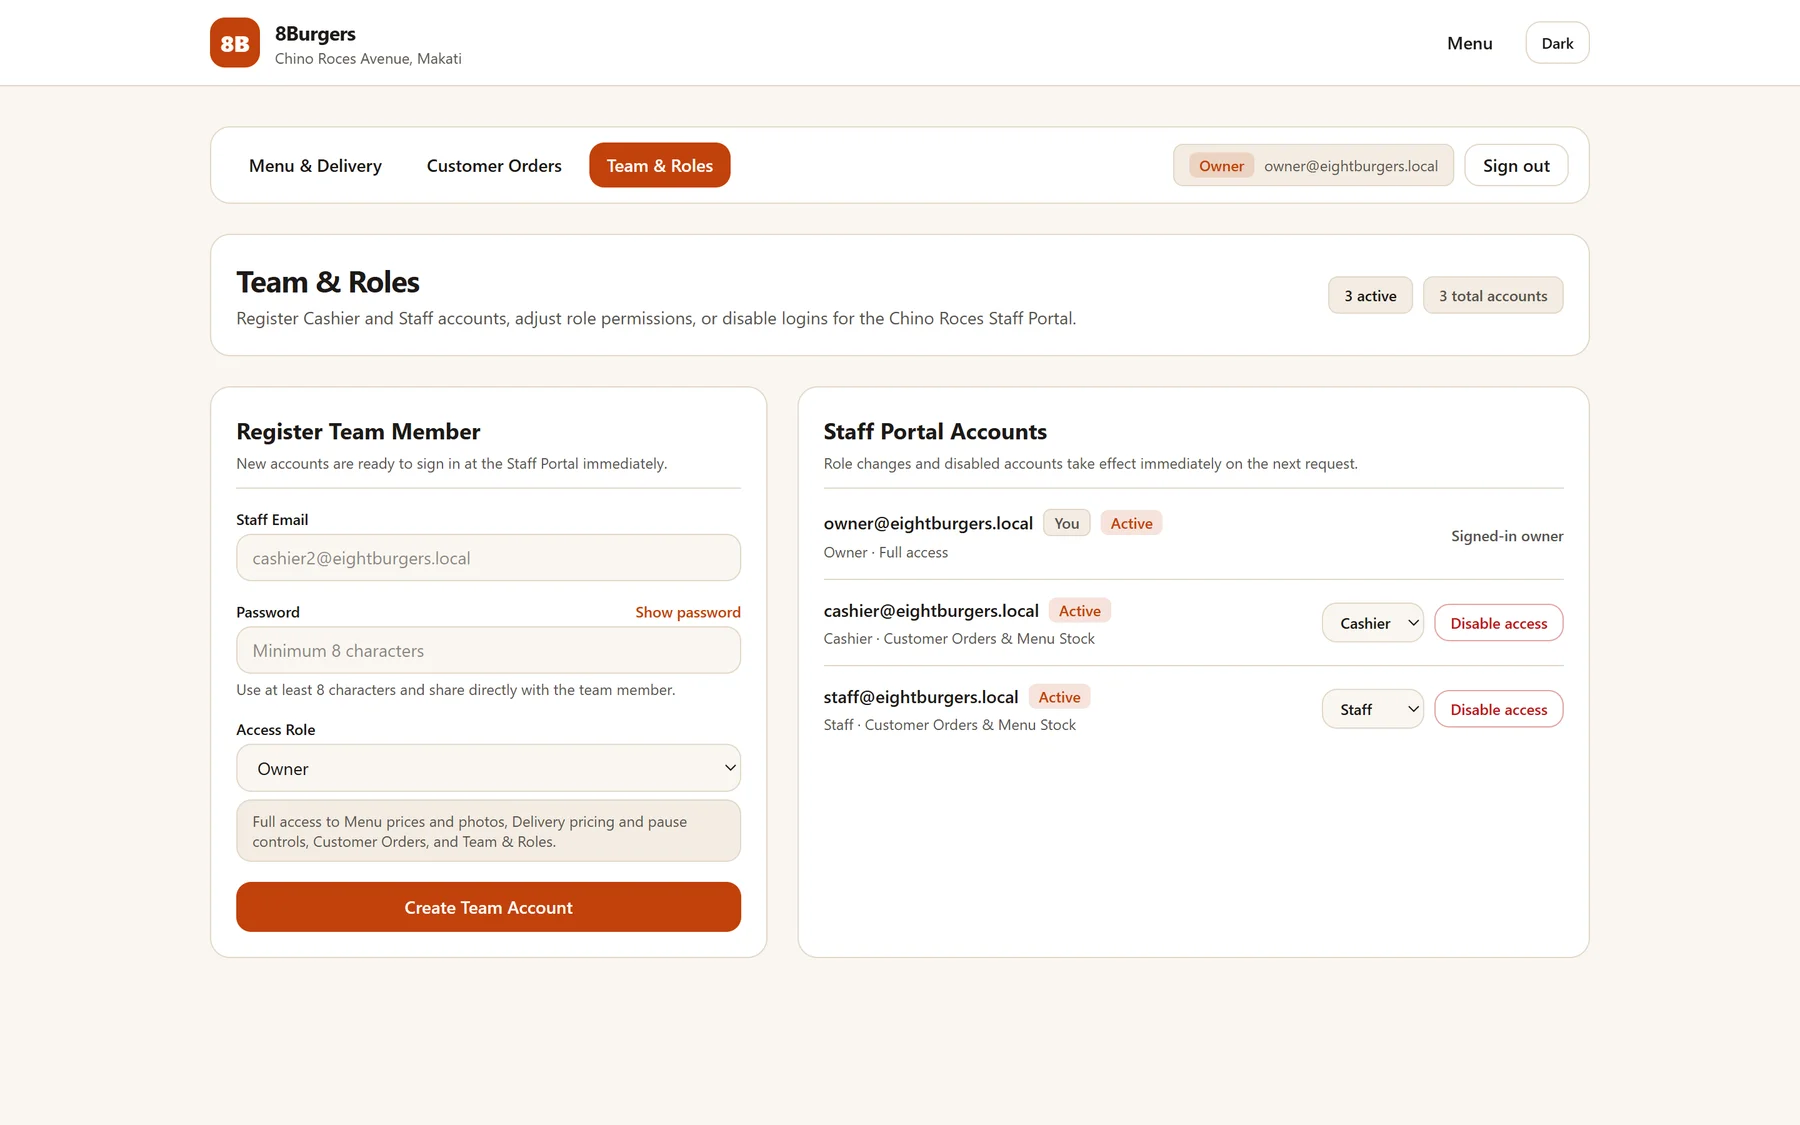 8B
8Burgers
Chino Roces Avenue, Makati
Menu
Dark
Menu & Delivery
Customer Orders
Team & Roles
Owner
owner@eightburgers.local
Sign out
Team & Roles
Register Cashier and Staff accounts, adjust role permissions, or disable logins for the Chino Roces Staff Portal.
3 active
3 total accounts
Register Team Member
New accounts are ready to sign in at the Staff Portal immediately.
Staff Email
cashier2@eightburgers.local
Password
Show password
Minimum 8 characters
Use at least 8 characters and share directly with the team member.
Access Role
Owner
Full access to Menu prices and photos, Delivery pricing and pause
controls, Customer Orders, and Team & Roles.
Create Team Account
Staff Portal Accounts
Role changes and disabled accounts take effect immediately on the next request.
owner@eightburgers.local
You
Active
Owner · Full access
Signed-in owner
cashier@eightburgers.local
Active
Cashier · Customer Orders & Menu Stock
Cashier
Disable access
staff@eightburgers.local
Active
Staff · Customer Orders & Menu Stock
Staff
Disable access